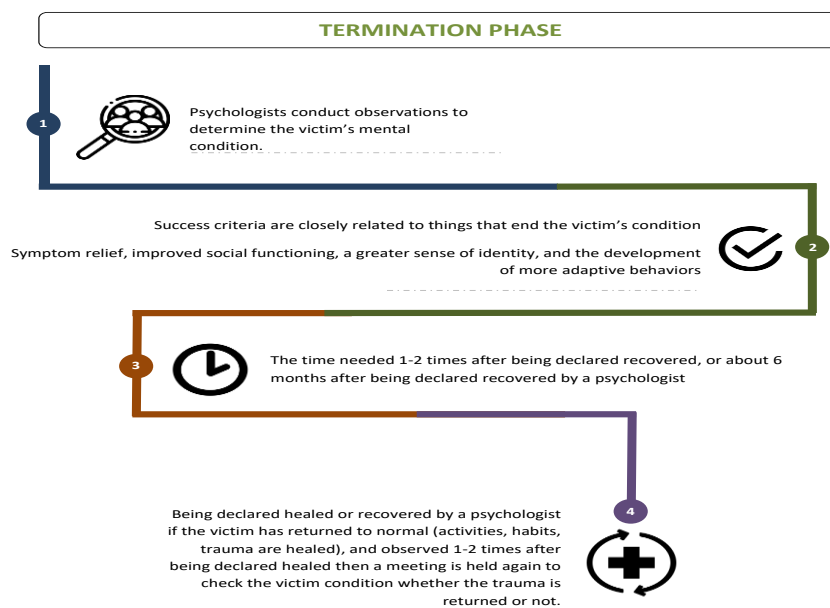 TERMINATION PHASE
1
Psychologists conduct observations to
determine the victim's mental
condition.
Success criteria are closely related to things that end the victim's condition
2
Symptom relief, improved social functioning, a greater sense of identity, and the development
of more adaptive behaviors
3
The time needed 1-2 times after being declared recovered, or about 6
months after being declared recovered by a psychologist
4
Being declared healed or recovered by a psychologist
if the victim has returned to normal (activities, habits,
trauma are healed), and observed 1-2 times after
being declared healed then a meeting is held again to
check the victim condition whether the trauma is
returned or not.